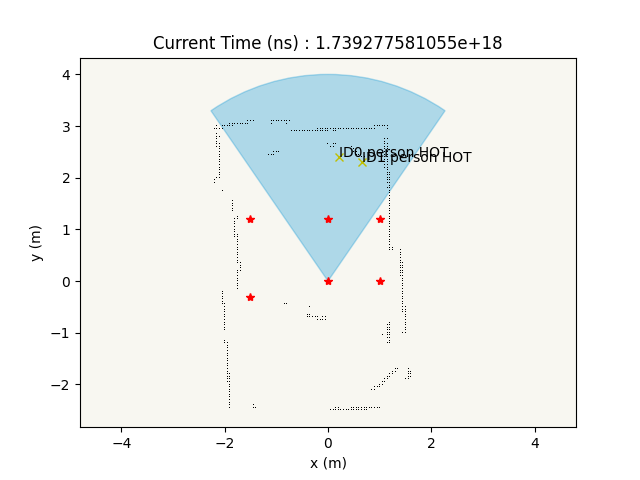 Current Time (ns) : 1.739277581055e+18
4
3
2
1
0
−1
−2
y (m)
ID0 person HOT
ID1 person HOT
−4
−2
0
2
4
x (m)